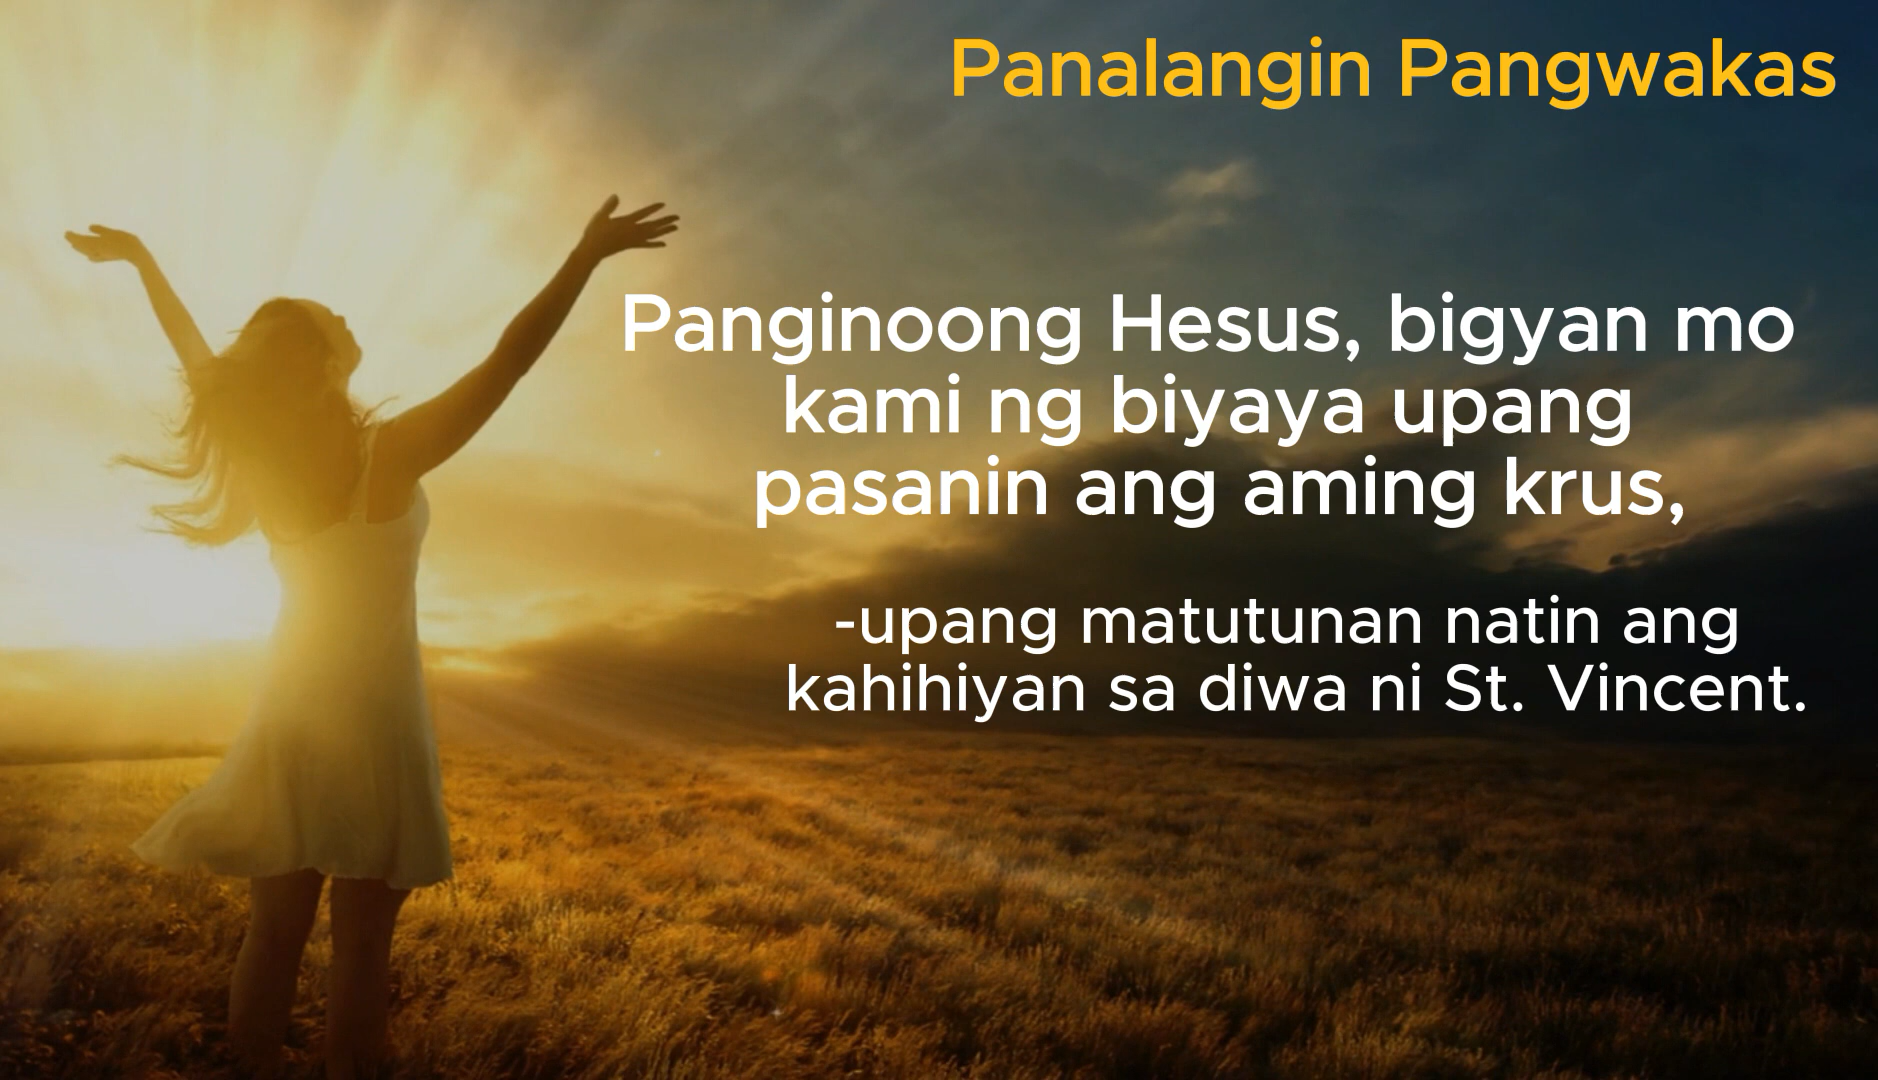 Panalangin Pangwakas
Panginoong Hesus, bigyan mo
kami ng biyaya upang
pasanin ang aming krus,
-upang matutunan natin ang
kahihiyan sa diwa ni St. Vincent.